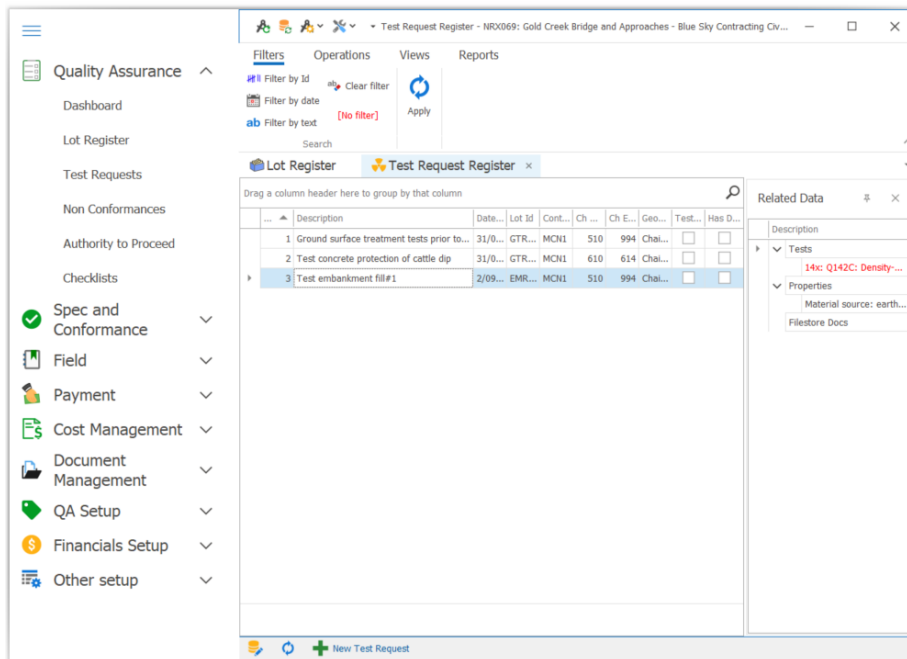 Test Request Register - NRX069: Gold Creek Bridge and Approaches - Blue Sky Contracting Civ...
Quality Assurance
Dashboard
Lot Register
Test Requests
Non Conformances
Authority to Proceed
Checklists
Spec and
Conformance
Field
Payment
Cost Management
Document
Management
QA Setup
Financials Setup
Other setup
Filters Operations Views Reports
Filter by Id
Clear filter
Filter by date
[No filter]
ab Filter by text
Apply
Search
Lot Register Test Request Register ×
Drag a column header here to group by that column
... Description Date... Lot Id Cont... Ch ... Ch E... Geo... Test... Has D...
1 Ground surface treatment tests prior to... 31/0... GTR... MCN1 510 994 Chai...
2 Test concrete protection of cattle dip 31/0... GTR... MCN1 610 614 Chai...
3 Test embankment fill#1 2/09... EMR... MCN1 510 994 Chai...
Related Data
Description
Tests
14x: Q142C: Density-...
Properties
Material source: earth...
Filestore Docs
New Test Request